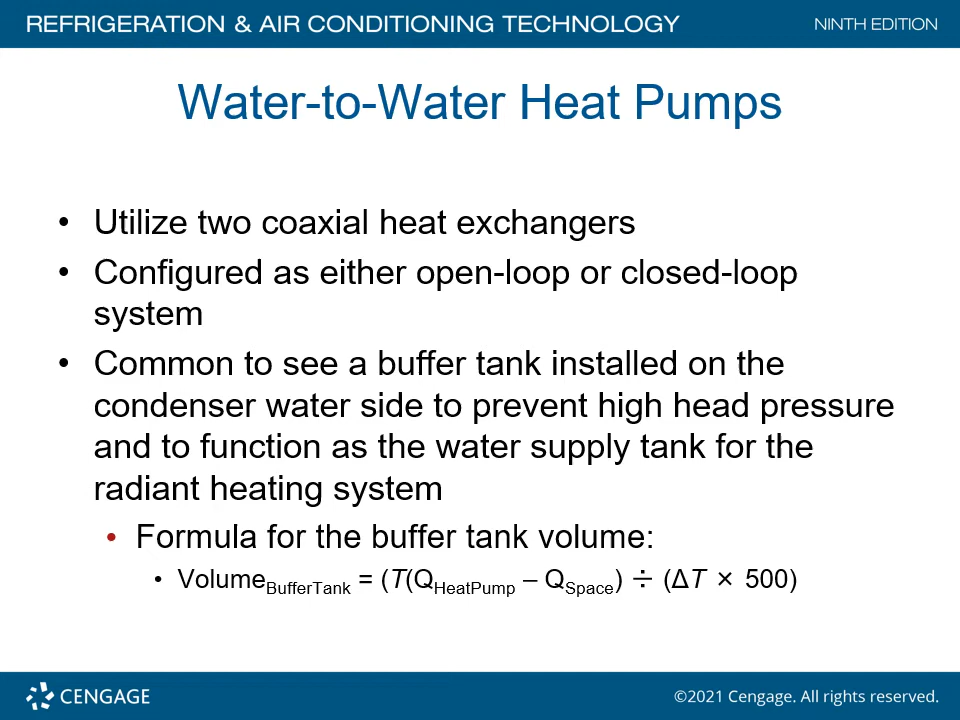 REFRIGERATION & AIR CONDITIONING TECHNOLOGY NINTH EDITION
Water-to-Water Heat Pumps
• Utilize two coaxial heat exchangers
• Configured as either open-loop or closed-loop
system
• Common to see a buffer tank installed on the
condenser water side to prevent high head pressure
and to function as the water supply tank for the
radiant heating system
• Formula for the buffer tank volume:
• Volume_BufferTank = (T(Q_HeatPump – Q_Space) ÷ (ΔT × 500)
CENGAGE ©2021 Cengage. All rights reserved.